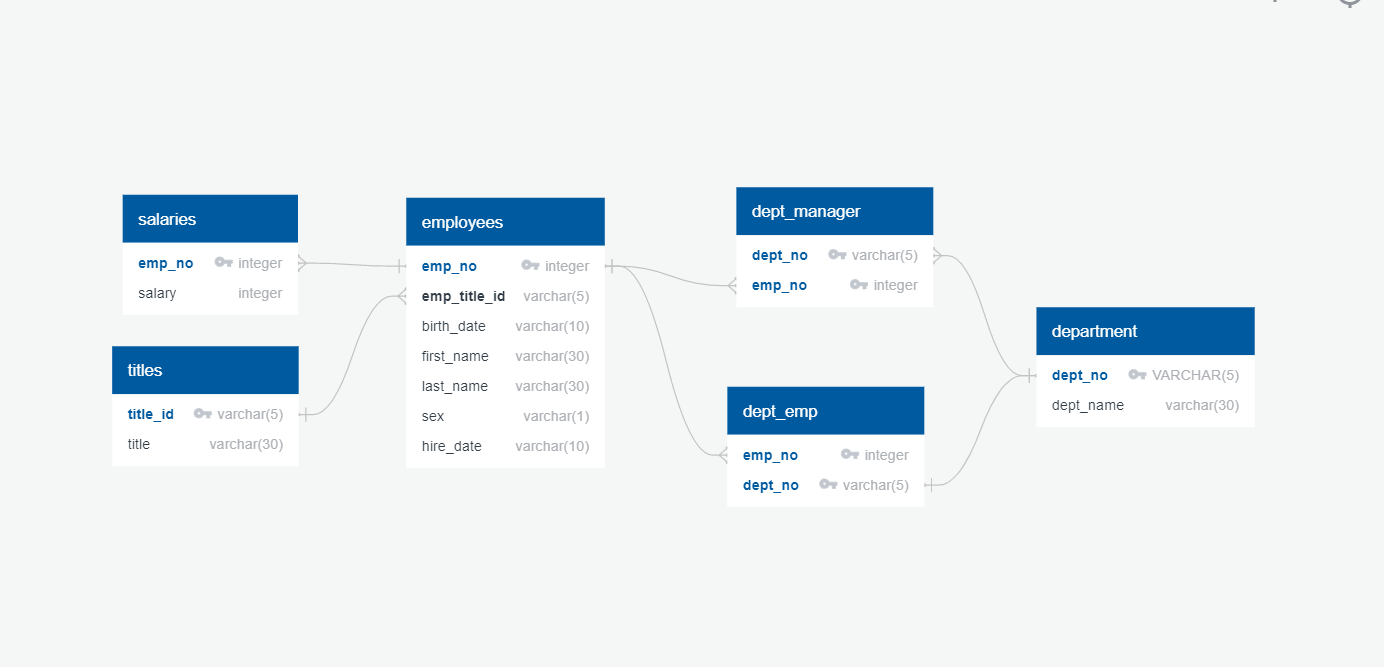 salaries
emp_no integer
salary integer
titles
title_id varchar(5)
title varchar(30)
employees
emp_no integer
emp_title_id varchar(5)
birth_date varchar(10)
first_name varchar(30)
last_name varchar(30)
sex varchar(1)
hire_date varchar(10)
dept_manager
dept_no varchar(5)
emp_no integer
dept_emp
emp_no integer
dept_no varchar(5)
department
dept_no VARCHAR(5)
dept_name varchar(30)